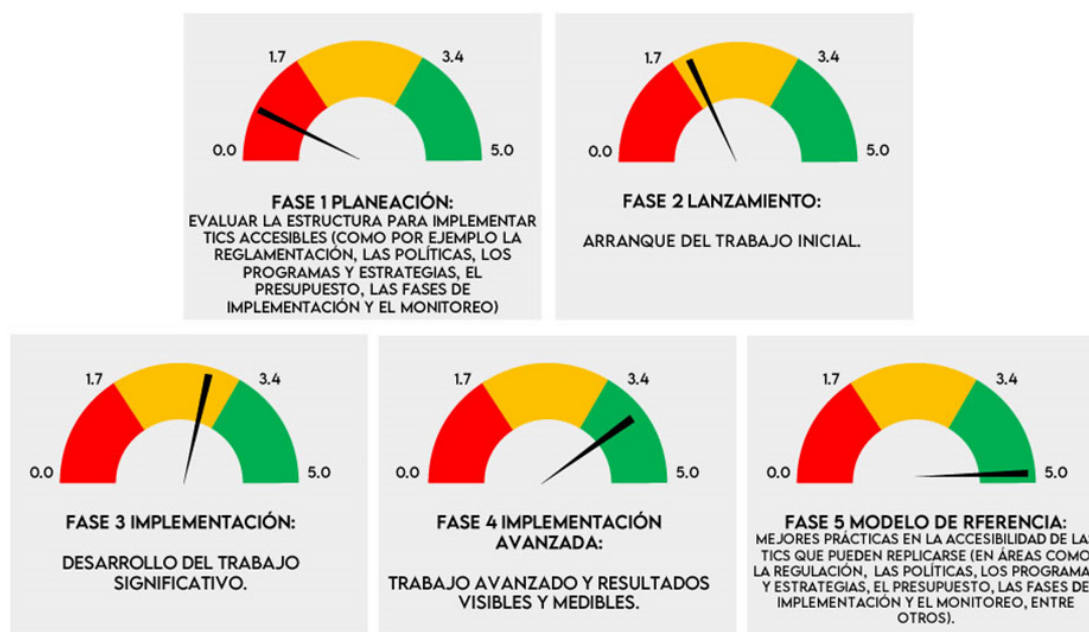 1.7
3.4
0.0
5.0
FASE 1 PLANEACIÓN:
EVALUAR LA ESTRUCTURA PARA IMPLEMENTAR
TICS ACCESIBLES (COMO POR EJEMPLO LA
REGLAMENTACIÓN, LAS POLÍTICAS, LOS
PROGRAMAS Y ESTRATEGIAS, EL
PRESUPUESTO, LAS FASES DE
IMPLEMENTACIÓN Y EL MONITOREO)
1.7
3.4
0.0
5.0
FASE 2 LANZAMIENTO:
ARRANQUE DEL TRABAJO INICIAL.
1.7
3.4
0.0
5.0
FASE 3 IMPLEMENTACIÓN:
DESARROLLO DEL TRABAJO
SIGNIFICATIVO.
1.7
3.4
0.0
5.0
FASE 4 IMPLEMENTACIÓN
AVANZADA:
TRABAJO AVANZADO Y RESULTADOS
VISIBLES Y MEDIBLES.
1.7
3.4
0.0
5.0
FASE 5 MODELO DE RFERENCIA:
MEJORES PRÁCTICAS EN LA ACCESIBILIDAD DE LAS
TICS QUE PUEDEN REPLICARSE (EN ÁREAS COMO
LA REGULACIÓN, LAS POLÍTICAS, LOS PROGRAMAS
Y ESTRATEGIAS, EL PRESUPUESTO, LAS FASES DE
IMPLEMENTACIÓN Y EL MONITOREO, ENTRE
OTROS).